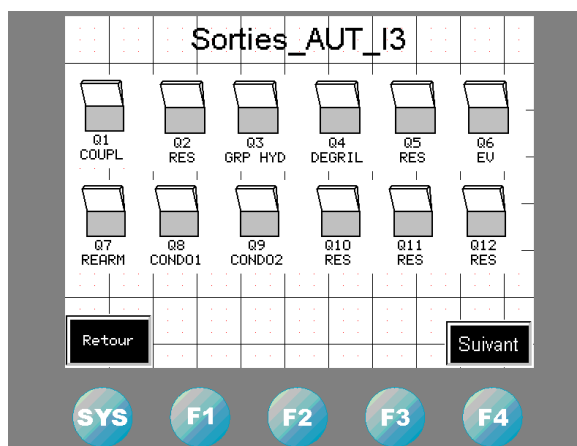 Sorties_AUT_I3
Q1 Q2 Q3 Q4 Q5 Q6
COUPL RES GRP HYD DEGRIL RES EV
Q7 Q8 Q9 Q10 Q11 Q12
REARM CONDO1 CONDO2 RES RES RES
Retour Suivant
SYS F1 F2 F3 F4